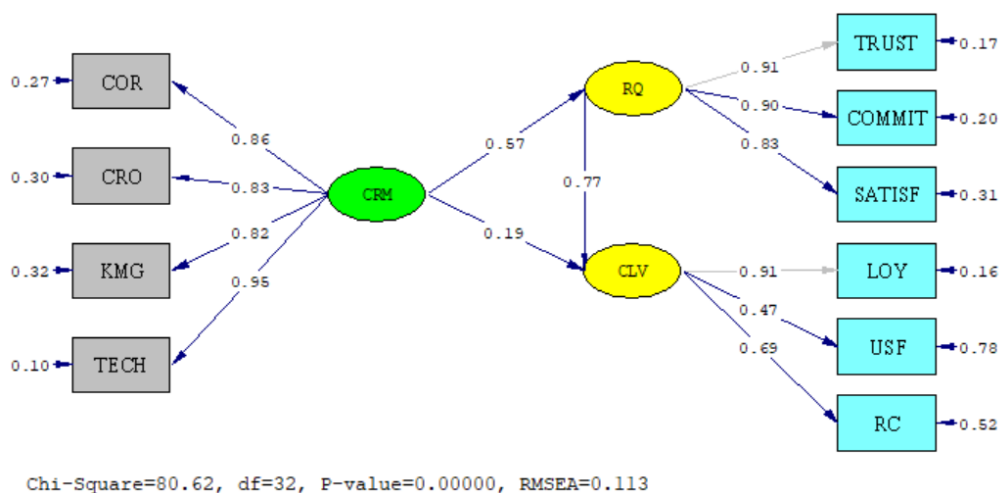 TRUST
0.17
0.91
0.27
COR
RQ
0.90
COMMIT
0.20
0.86
0.57
0.83
0.30
CRO
0.83
CRM
0.77
SATISF
0.31
0.82
0.19
0.32
KMG
CLV
0.91
LOY
0.16
0.95
0.47
0.69
USF
0.78
0.10
TECH
RC
0.52
Chi-Square=80.62, df=32, P-value=0.00000, RMSEA=0.113